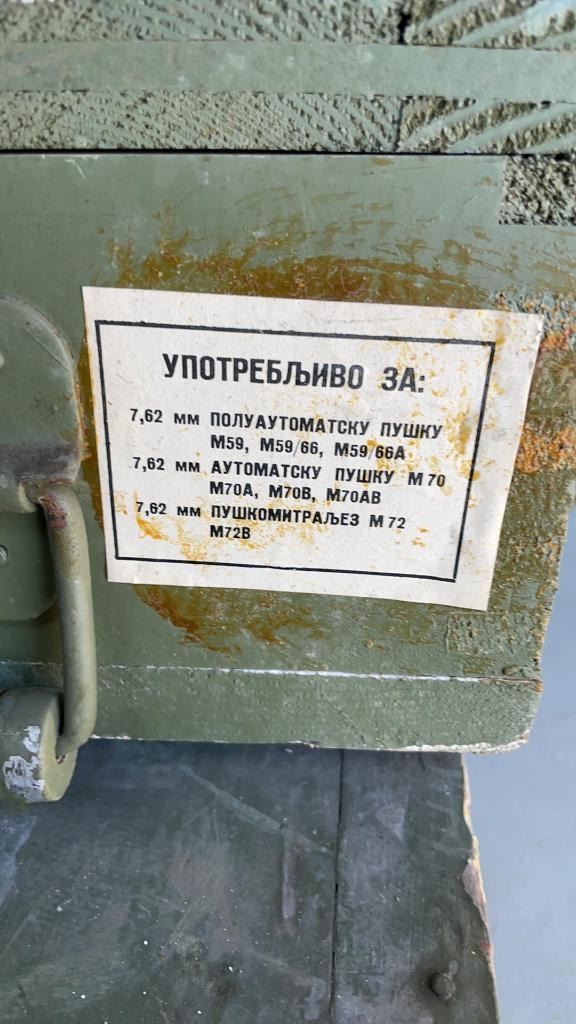 УПОТРЕБЉИВО ЗА:
7,62 мм ПОЛУАУТОМАТСКУ ПУШКУ
М59, М59/66, М59/66А
7,62 мм АУТОМАТСКУ ПУШКУ М 70
М70А, М70В, М70АВ
7,62 мм ПУШКОМИТРАЉЕЗ М 72
М72В